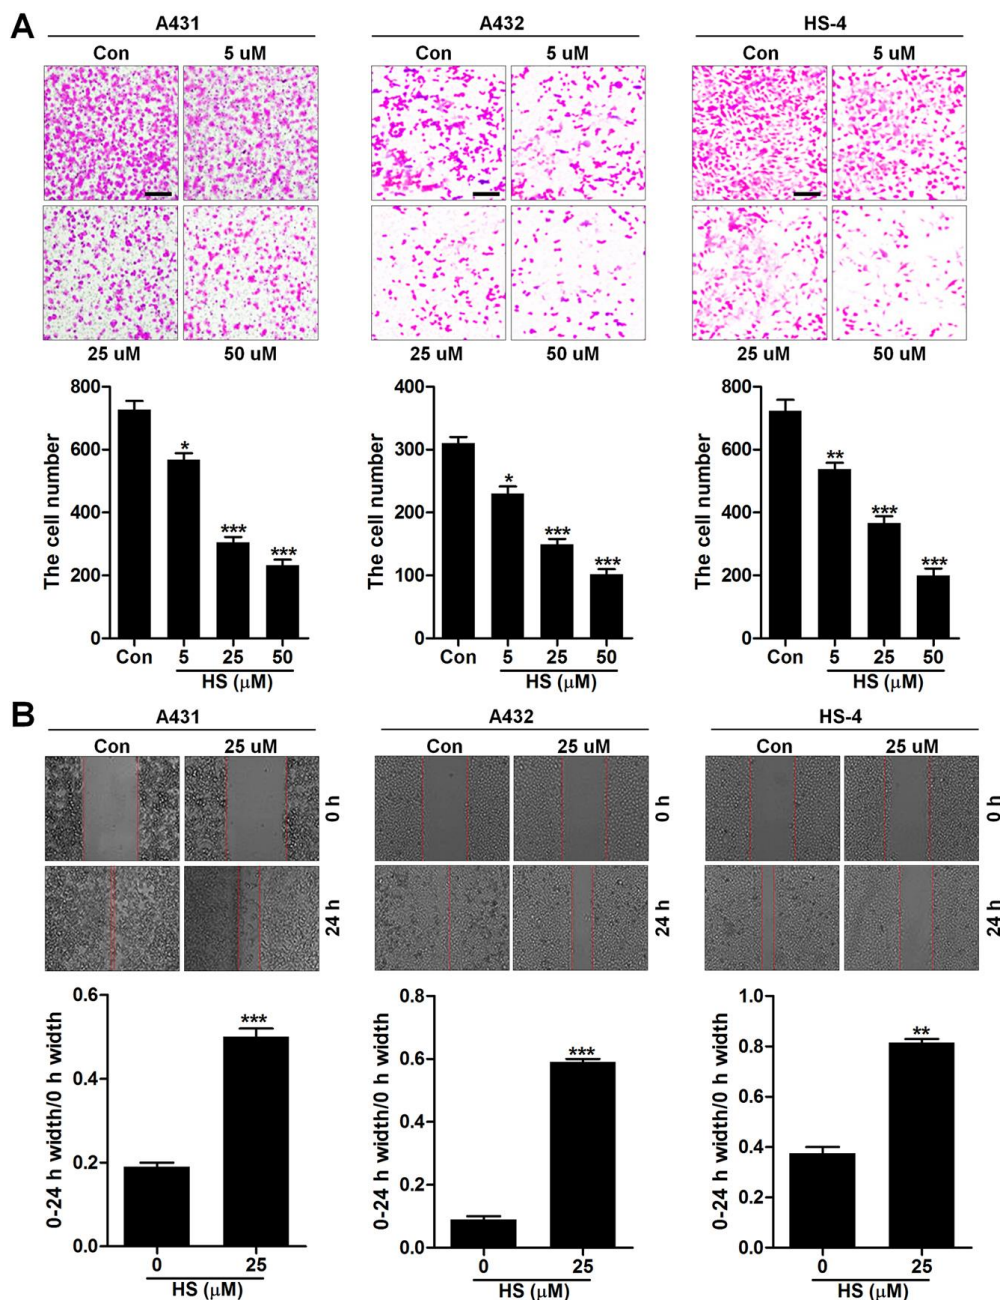 A
A431 A432 HS-4
Con 5 uM Con 5 uM Con 5 uM
25 uM 50 uM 25 uM 50 uM 25 uM 50 uM
The cell number
800
600
400
200
0
* *** ***
Con 5 25 50
HS (μM)
The cell number
400
300
200
100
0
* *** ***
Con 5 25 50
HS (μM)
The cell number
800
600
400
200
0
** *** ***
Con 5 25 50
HS (μM)
B
A431 A432 HS-4
Con 25 uM Con 25 uM Con 25 uM
0 h 0 h 0 h
24 h 24 h 24 h
0-24 h width/0 h width
0.6
0.4
0.2
0.0
***
0 25
HS (μM)
0-24 h width/0 h width
0.8
0.6
0.4
0.2
0.0
***
0 25
HS (μM)
0-24 h width/0 h width
1.0
0.8
0.6
0.4
0.2
0.0
**
0 25
HS (μM)